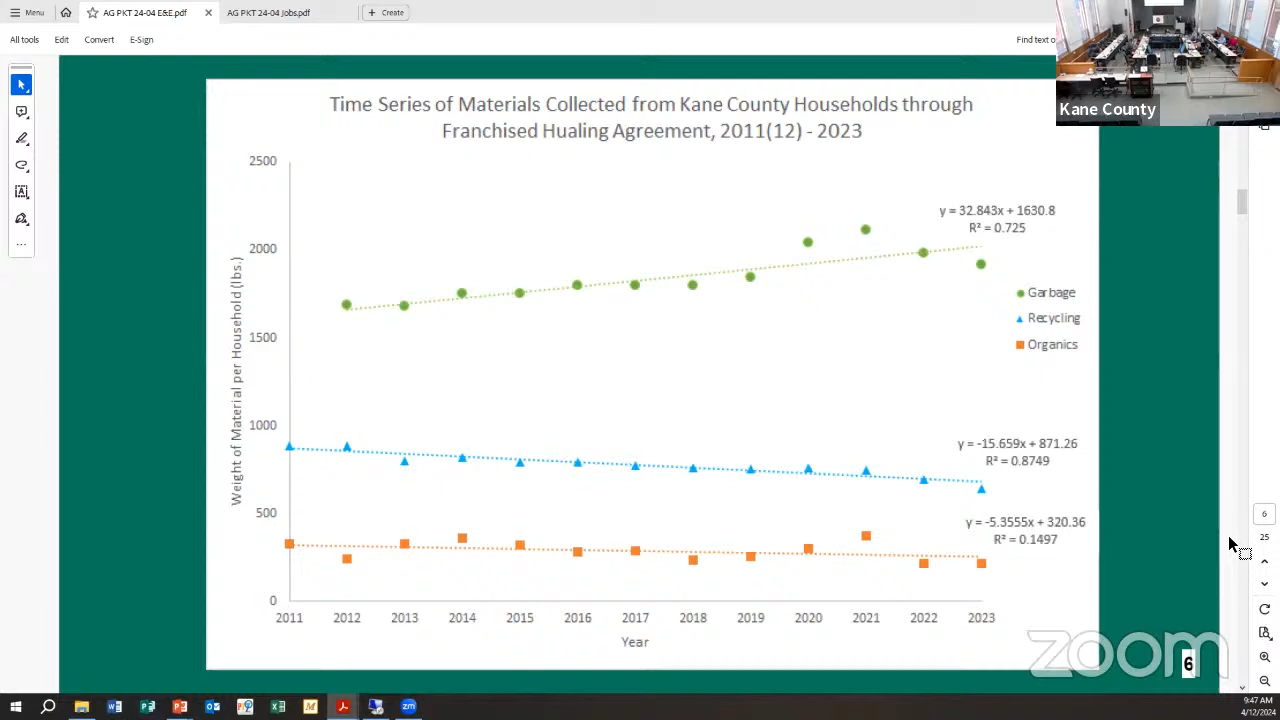 Menu
AG PKT 24-04 E&E.pdf
AG PKT 24-04 Jobs.pdf
Create
All tools
Edit
Convert
E-Sign
Find text o
Kane County
Time Series of Materials Collected from Kane County Households through
Franchised Hualing Agreement, 2011(12) - 2023
2500
2000
1500
1000
500
0
Weight of Material per Household (lbs.)
y = 32.843x + 1630.8
R² = 0.725
Garbage
Recycling
Organics
y = -15.659x + 871.26
R² = 0.8749
y = -5.3555x + 320.36
R² = 0.1497
2011 2012 2013 2014 2015 2016 2017 2018 2019 2020 2021 2022 2023
Year
6
25
zoom
6
9:47 AM
4/12/2024